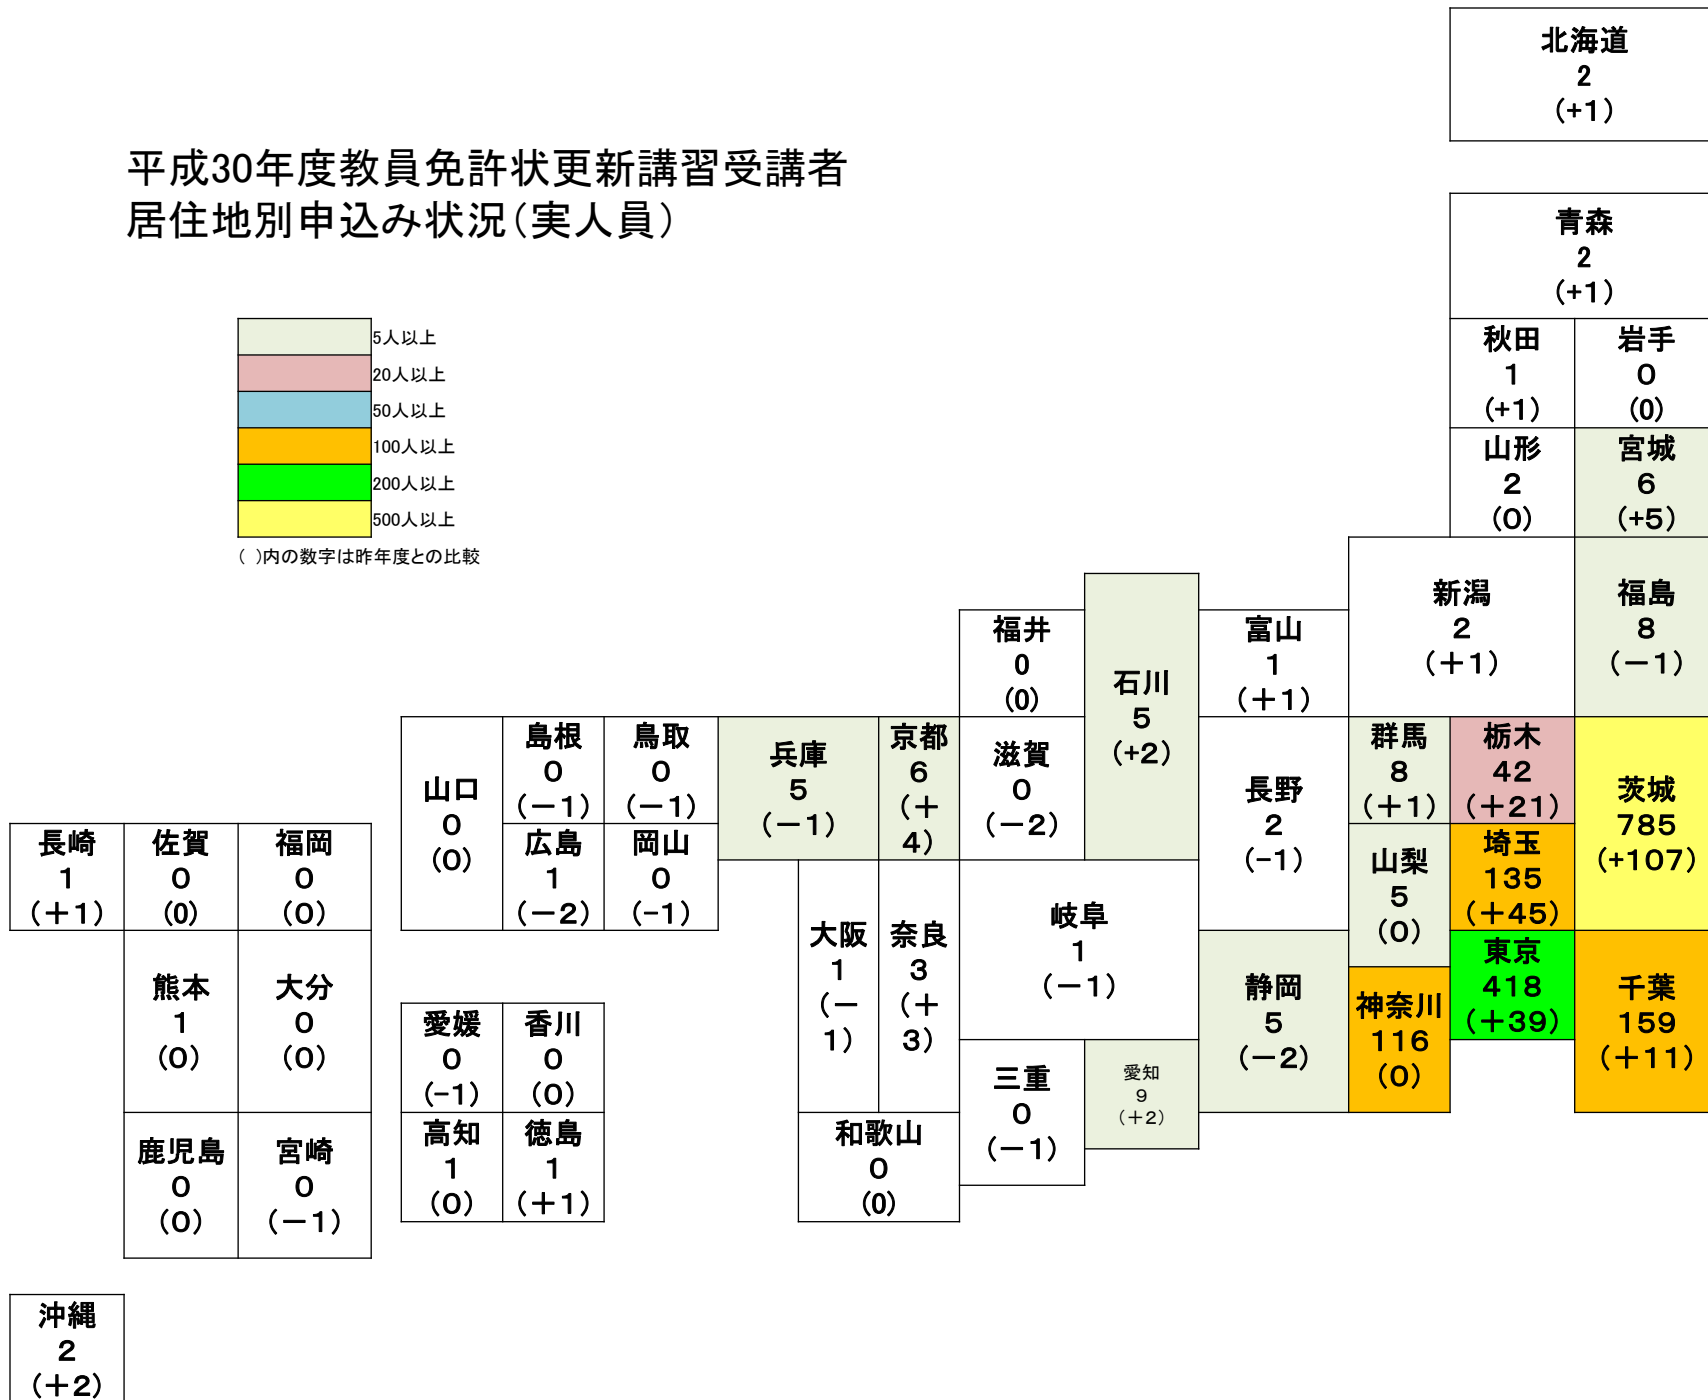 北海道
2
(+1)
平成30年度教員免許状更新講習受講者
居住地別申込み状況(実人員)
青森
2
(+1)
5人以上
20人以上
50人以上
100人以上
200人以上
500人以上
( )内の数字は昨年度との比較
秋田
1
(+1)
岩手
0
(0)
山形
2
(0)
宮城
6
(+5)
新潟
2
(+1)
福島
8
(-1)
福井
0
(0)
石川
5
(+2)
富山
1
(+1)
山口
0
(0)
島根
0
(-1)
鳥取
0
(-1)
兵庫
5
(-1)
京都
6
(+
4)
滋賀
0
(-2)
長野
2
(-1)
群馬
8
(+1)
栃木
42
(+21)
茨城
785
(+107)
長崎
1
(+1)
佐賀
0
(0)
福岡
0
(0)
広島
1
(-2)
岡山
0
(-1)
山梨
5
(0)
埼玉
135
(+45)
大阪
1
(-
1)
奈良
3
(+
3)
岐阜
1
(-1)
熊本
1
(0)
大分
0
(0)
静岡
5
(-2)
神奈川
116
(0)
東京
418
(+39)
千葉
159
(+11)
愛媛
0
(-1)
香川
0
(0)
三重
0
(-1)
愛知
9
(+2)
鹿児島
0
(0)
宮崎
0
(-1)
高知
1
(0)
徳島
1
(+1)
和歌山
0
(0)
沖縄
2
(+2)